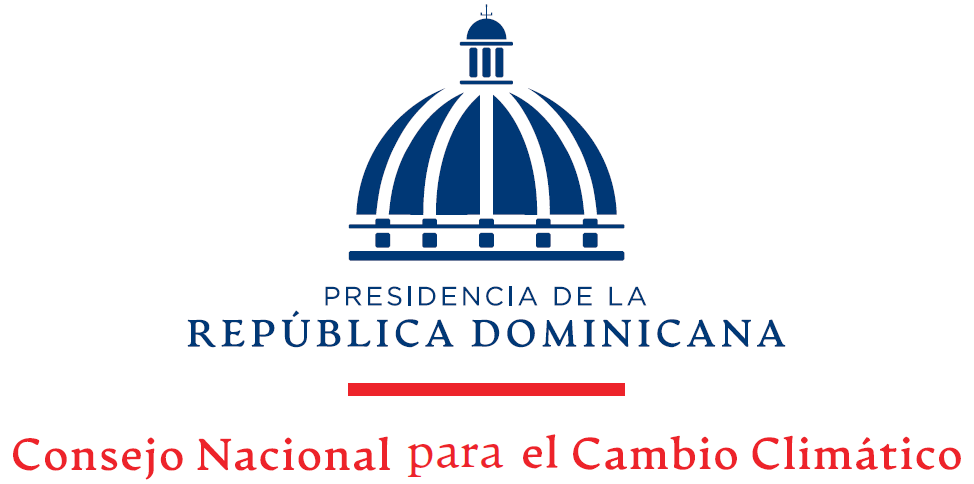 PRESIDENCIA DE LA
REPÚBLICA DOMINICANA
Consejo Nacional para el Cambio Climático